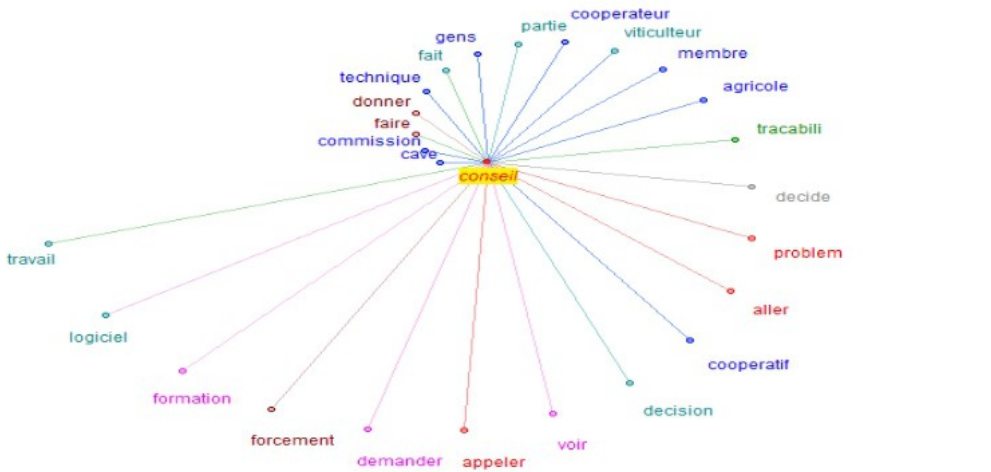 cooperateur
partie
viticulteur
gens
membre
fait
technique
agricole
donner
faire
tracabili
commission
cave
conseil
decide
problem
travail
aller
logiciel
cooperatif
formation
decision
forcement
voir
demander
appeler